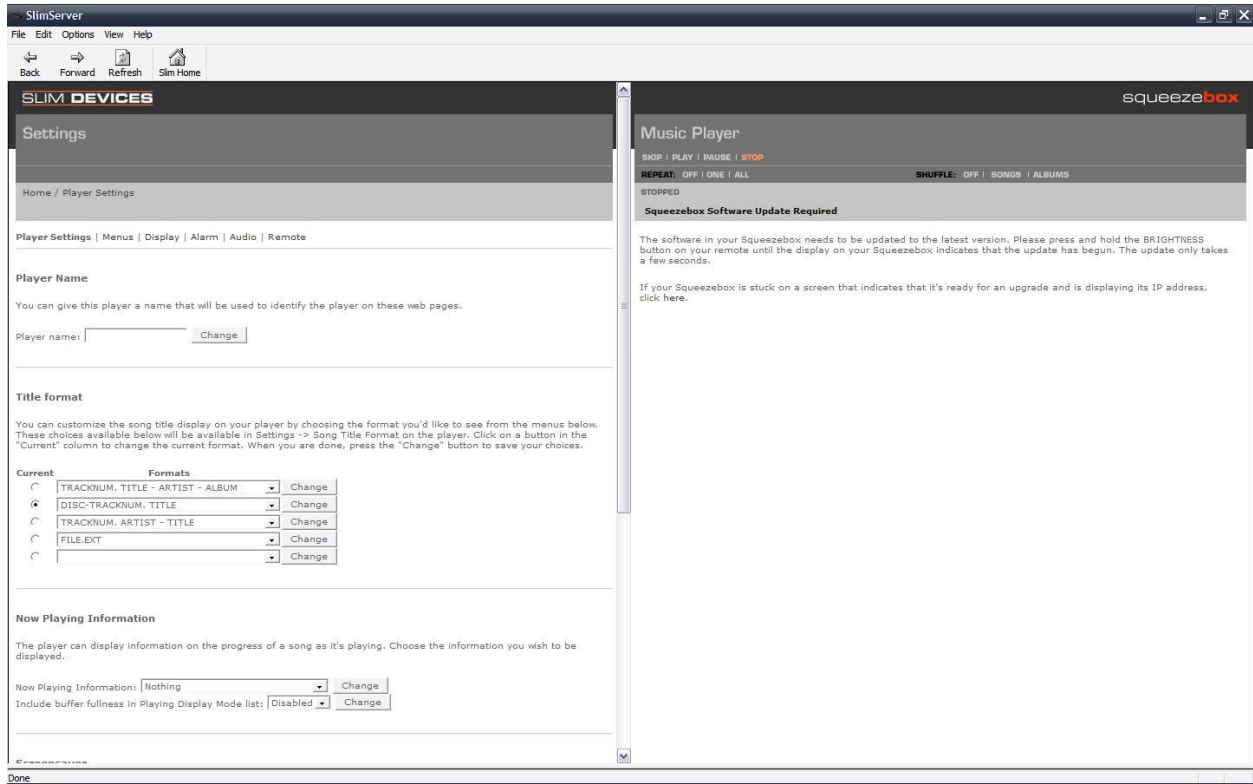 SlimServer
File Edit Options View Help
Back Forward Refresh Slim Home
SLIM DEVICES
Settings
Home / Player Settings
Player Settings | Menus | Display | Alarm | Audio | Remote
Player Name
You can give this player a name that will be used to identify the player on these web pages.
Player name: Change
Title format
You can customize the song title display on your player by choosing the format you'd like to see from the menus below.
These choices available below will be available in Settings -> Song Title Format on the player. Click on a button in the
"Current" column to change the current format. When you are done, press the "Change" button to save your choices.
Current Formats
TRACKNUM. TITLE - ARTIST - ALBUM Change
DISC-TRACKNUM. TITLE Change
TRACKNUM. ARTIST - TITLE Change
FILE.EXT Change
Change
Now Playing Information
The player can display information on the progress of a song as it's playing. Choose the information you wish to be
displayed.
Now Playing Information: Nothing Change
Include buffer fullness in Playing Display Mode list: Disabled Change
Screensaver
squeezebox
Music Player
SKIP | PLAY | PAUSE | STOP
REPEAT: OFF | ONE | ALL SHUFFLE: OFF | SONGS | ALBUMS
STOPPED
Squeezebox Software Update Required
The software in your Squeezebox needs to be updated to the latest version. Please press and hold the BRIGHTNESS
button on your remote until the display on your Squeezebox indicates that the update has begun. The update only takes
a few seconds.
If your Squeezebox is stuck on a screen that indicates that it's ready for an upgrade and is displaying its IP address,
click here.
Done